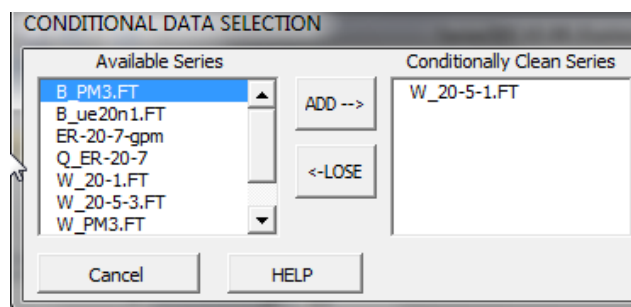 CONDITIONAL DATA SELECTION
Available Series
Conditionally Clean Series
B_PM3.FT
B_ue20n1.FT
ER-20-7-gpm
Q_ER-20-7
W_20-1.FT
W_20-5-3.FT
W_PM3.FT
ADD -->
<-LOSE
W_20-5-1.FT
Cancel
HELP